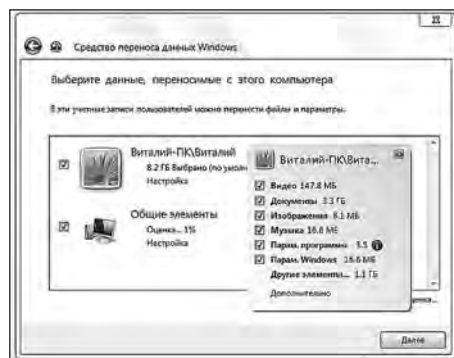 Средство переноса данных Windows
Выберите данные, переносимые с этого компьютера
В эти учетные записи пользователей можно перенести файлы и параметры.
Виталий-ПК\Виталий
8.2 ГБ Выбрано (по умолч
Настройка
Общие элементы
Оценка... 1%
Настройка
Виталий-ПК\Вита...
Видео 147.8 МБ
Документы 3.3 ГБ
Изображения 8.1 МБ
Музыка 16.8 МБ
Парам. программы 5.5
Парам. Windows 16.6 МБ
Другие элементы... 1.1 ГБ
Дополнительно
Далее